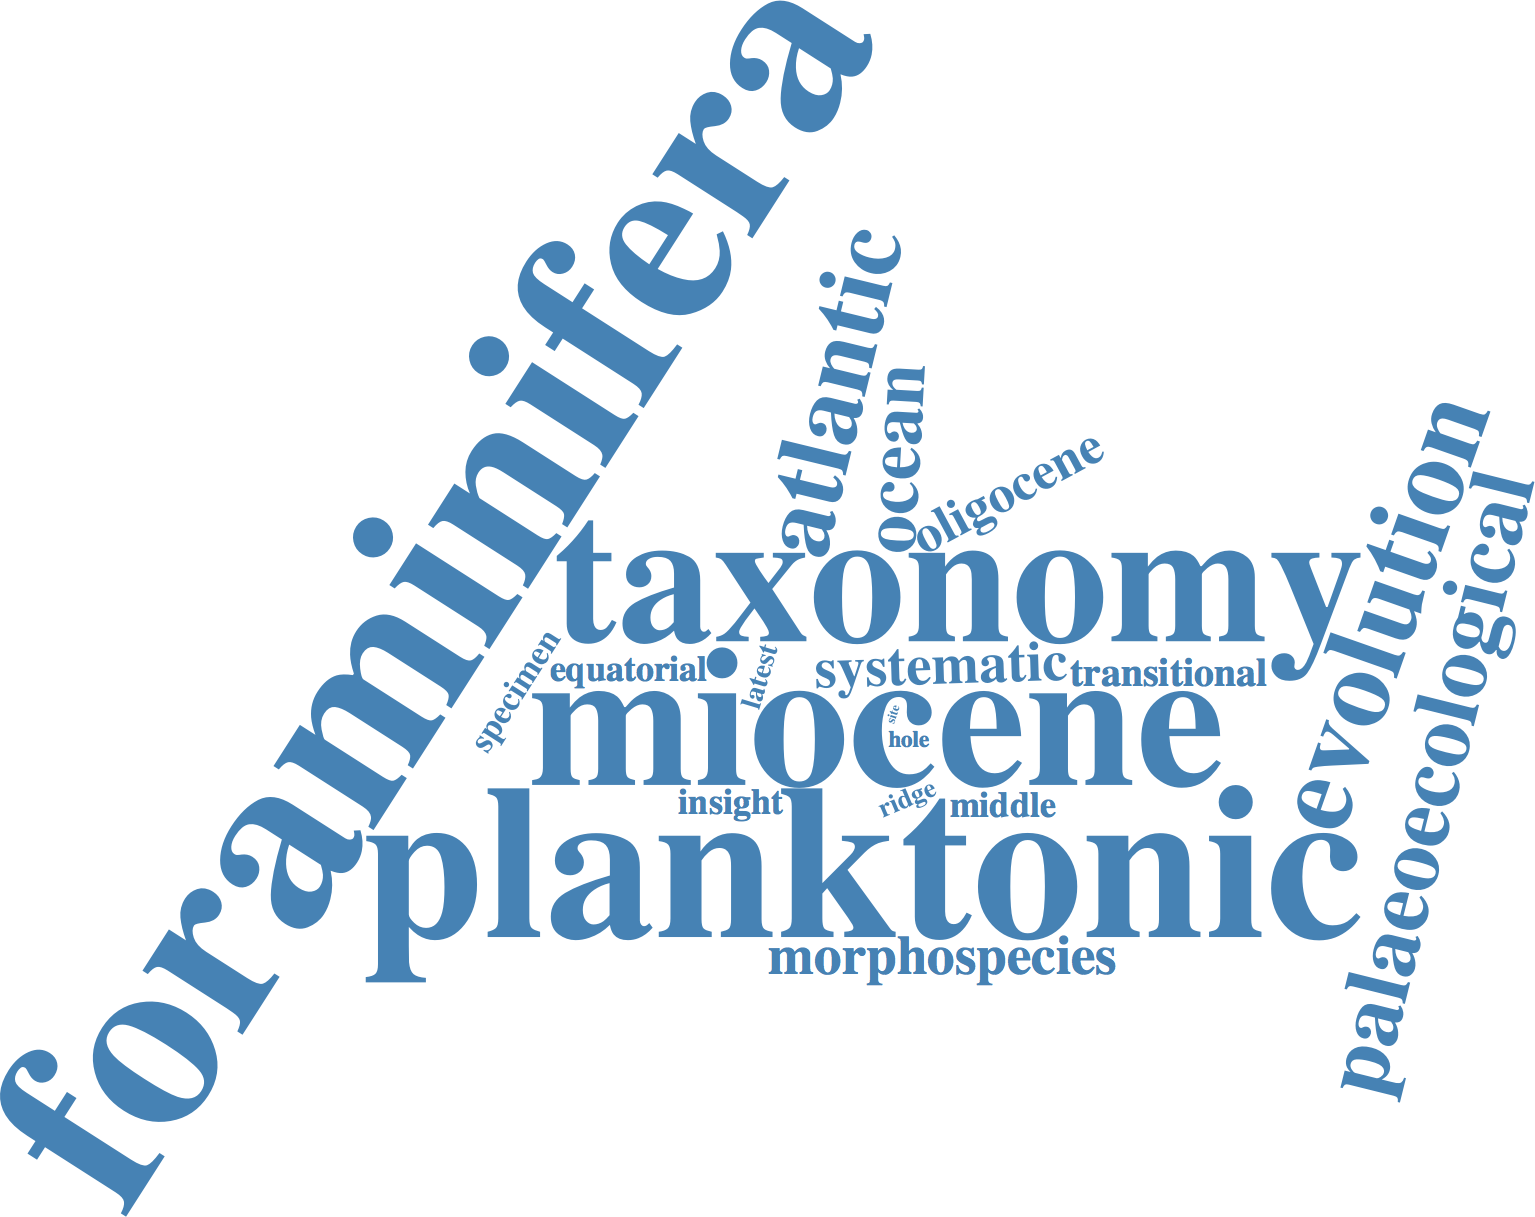 foraminifera
atlantic
ocean
oligocene
evolution
palaeoecological
taxonomy
specimen
equatorial
latest
systematic
transitional
miocene
site
hole
insight
ridge
middle
planktonic
morphospecies